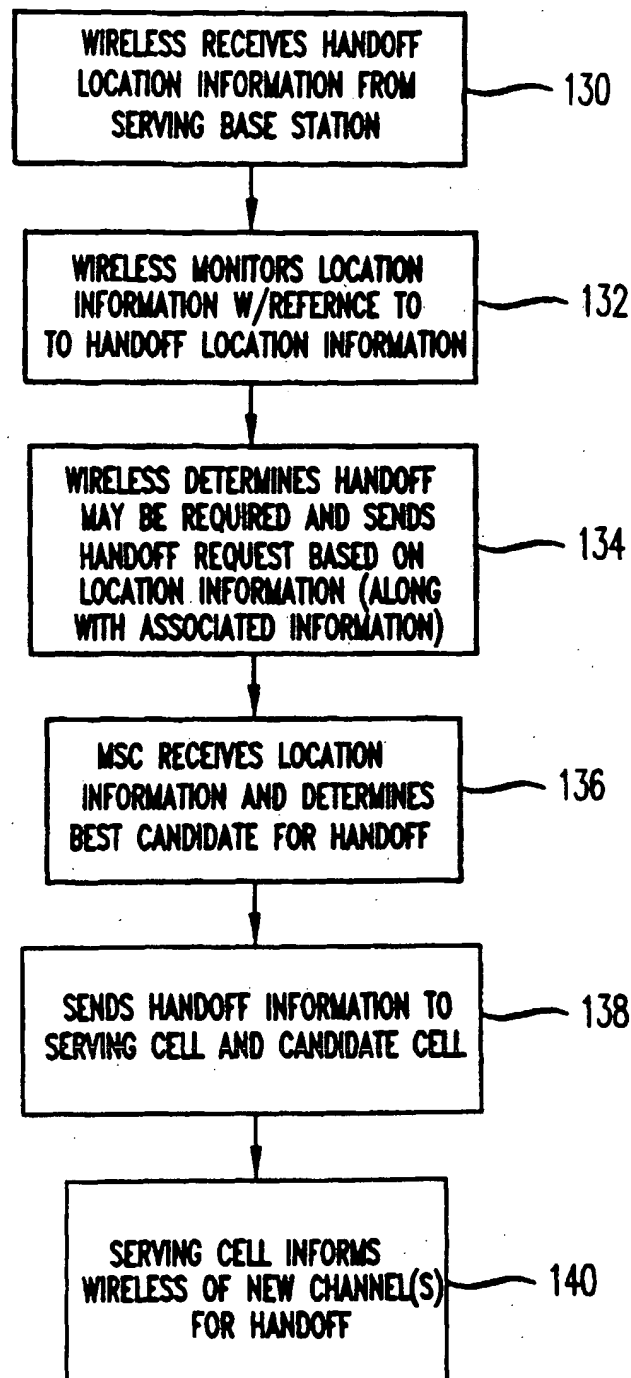 WIRELESS RECEIVES HANDOFF
LOCATION INFORMATION FROM
SERVING BASE STATION
130
WIRELESS MONITORS LOCATION
INFORMATION W/REFERNCE TO
TO HANDOFF LOCATION INFORMATION
132
WIRELESS DETERMINES HANDOFF
MAY BE REQUIRED AND SENDS
HANDOFF REQUEST BASED ON
LOCATION INFORMATION (ALONG
WITH ASSOCIATED INFORMATION)
134
MSC RECEIVES LOCATION
INFORMATION AND DETERMINES
BEST CANDIDATE FOR HANDOFF
136
SENDS HANDOFF INFORMATION TO
SERVING CELL AND CANDIDATE CELL
138
SERVING CELL INFORMS
WIRELESS OF NEW CHANNEL(S)
FOR HANDOFF
140